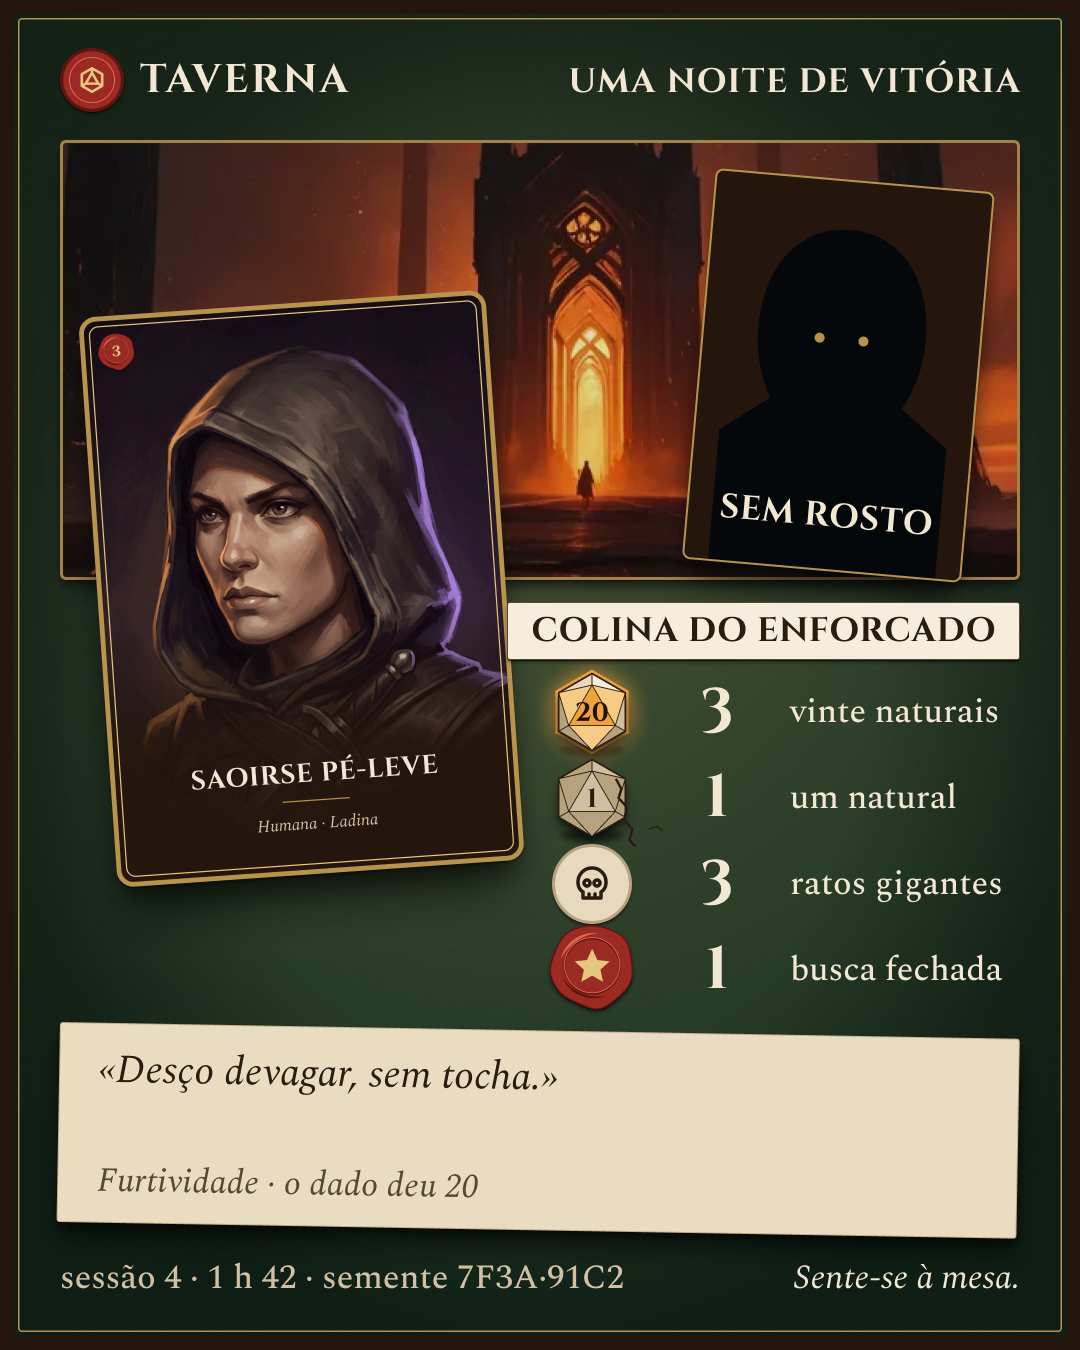 TAVERNA
UMA NOITE DE VITÓRIA
SEM ROSTO
3
SAOIRSE PÉ-LEVE
Humana · Ladina
COLINA DO ENFORCADO
20 3 vinte naturais
1 1 um natural
3 ratos gigantes
1 busca fechada
«Desço devagar, sem tocha.»
Furtividade · o dado deu 20
sessão 4 · 1 h 42 · semente 7F3A·91C2
Sente-se à mesa.